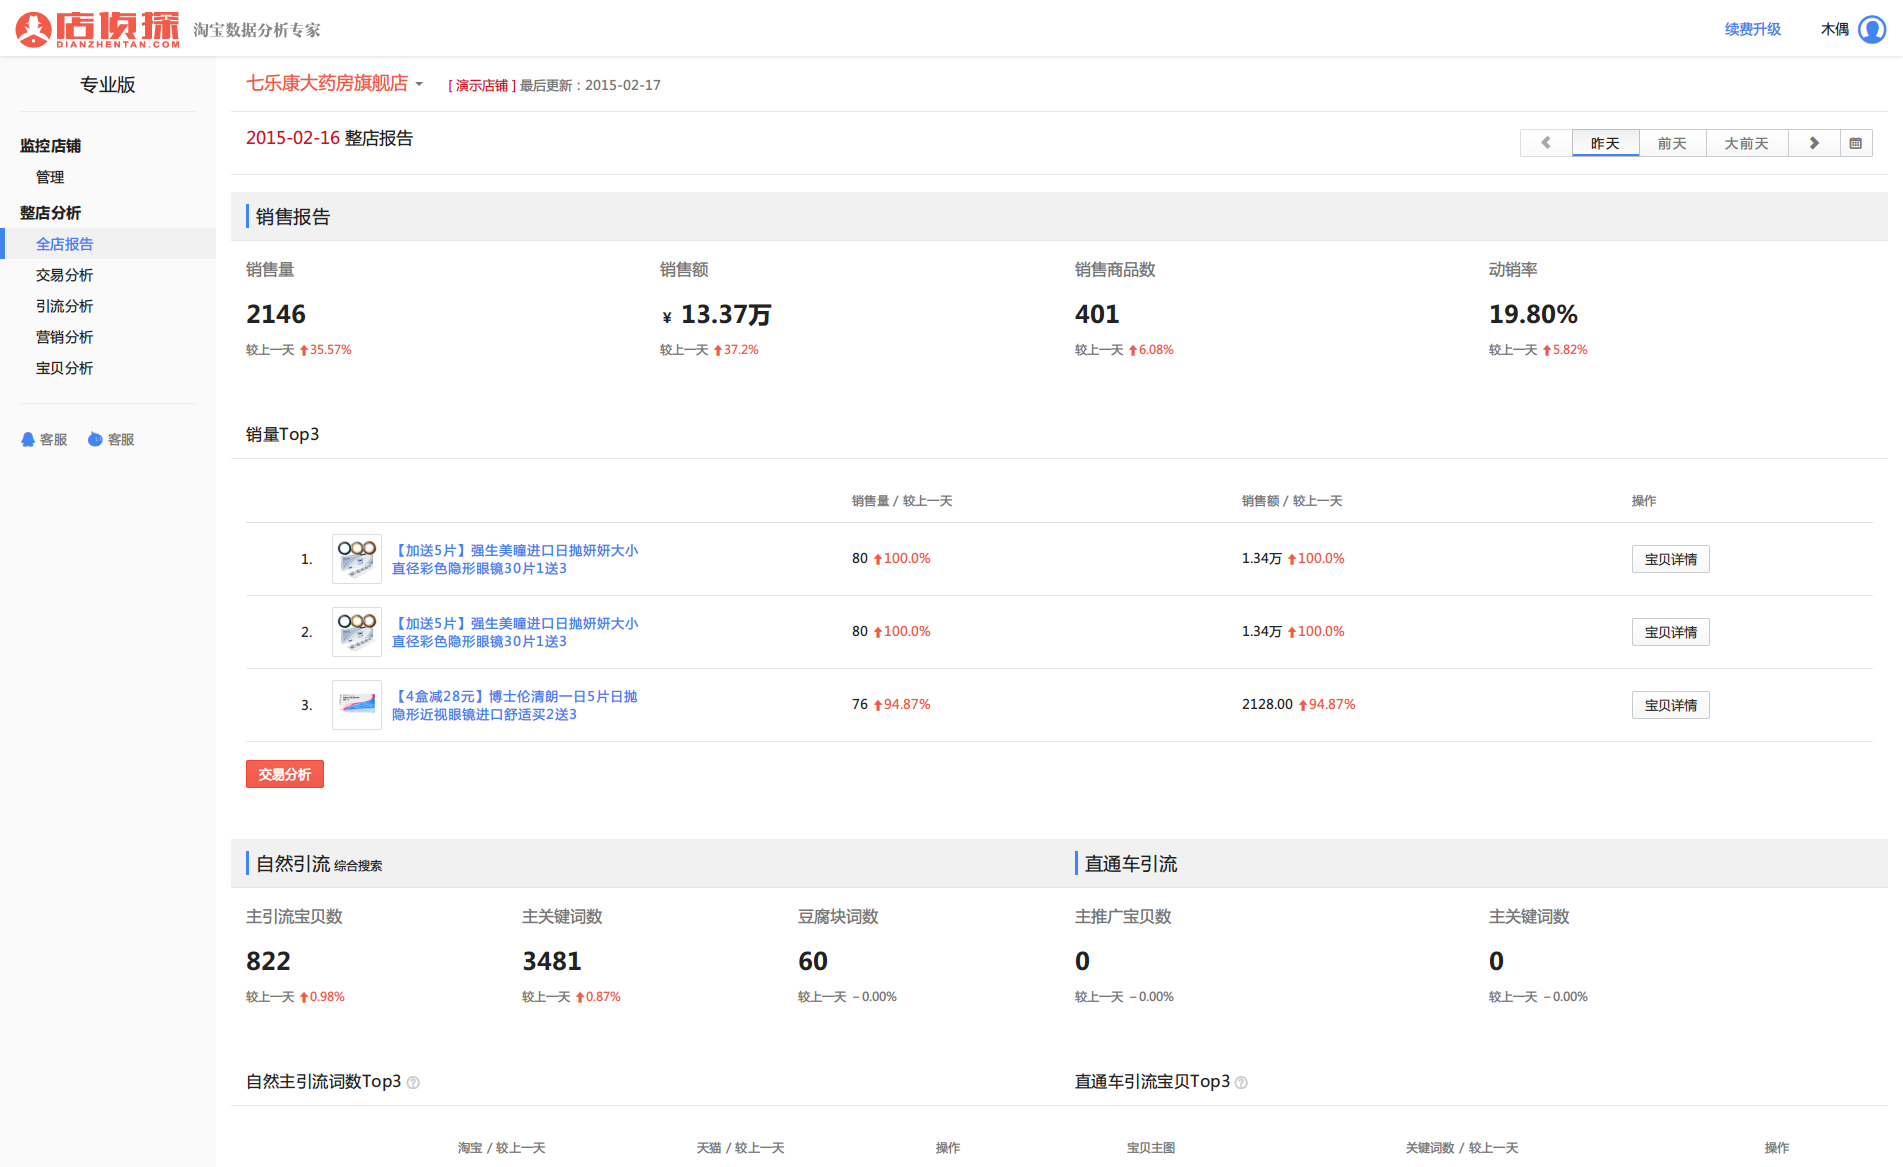 店侦探
DIANZHENTAN.COM
淘宝数据分析专家
续费升级
木偶
专业版
监控店铺
管理
整店分析
全店报告
交易分析
引流分析
营销分析
宝贝分析
客服
客服
七乐康大药房旗舰店
[ 演示店铺 ] 最后更新：2015-02-17
2015-02-16 整店报告
昨天
前天
大前天
销售报告
销售量
销售额
销售商品数
动销率
2146
¥ 13.37万
401
19.80%
较上一天 35.57%
较上一天 37.2%
较上一天 6.08%
较上一天 5.82%
销量Top3
销售量 / 较上一天
销售额 / 较上一天
操作
1.
【加送5片】强生美瞳进口日抛妍妍大小
直径彩色隐形眼镜30片1送3
80 100.0%
1.34万 100.0%
宝贝详情
2.
【加送5片】强生美瞳进口日抛妍妍大小
直径彩色隐形眼镜30片1送3
80 100.0%
1.34万 100.0%
宝贝详情
3.
【4盒减28元】博士伦清朗一日5片日抛
隐形近视眼镜进口舒适买2送3
76 94.87%
2128.00 94.87%
宝贝详情
交易分析
自然引流 综合搜索
直通车引流
主引流宝贝数
主关键词数
豆腐块词数
主推广宝贝数
主关键词数
822
3481
60
0
0
较上一天 0.98%
较上一天 0.87%
较上一天 –0.00%
较上一天 –0.00%
较上一天 –0.00%
自然主引流词数Top3 ?
直通车引流宝贝Top3 ?
淘宝 / 较上一天
天猫 / 较上一天
操作
宝贝主图
关键词数 / 较上一天
操作